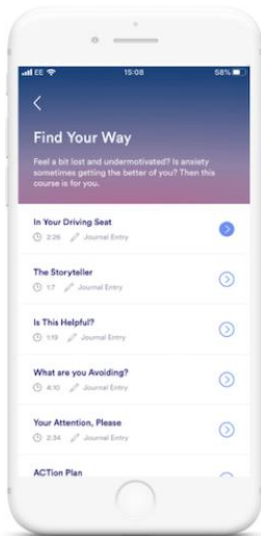 EE 15:08 58%
Find Your Way
Feel a bit lost and undermotivated? Is anxiety
sometimes getting the better of you? Then this
course is for you.
In Your Driving Seat
2:26 Journal Entry
The Storyteller
1:7 Journal Entry
Is This Helpful?
1:19 Journal Entry
What are you Avoiding?
4:10 Journal Entry
Your Attention, Please
2:34 Journal Entry
ACTion Plan